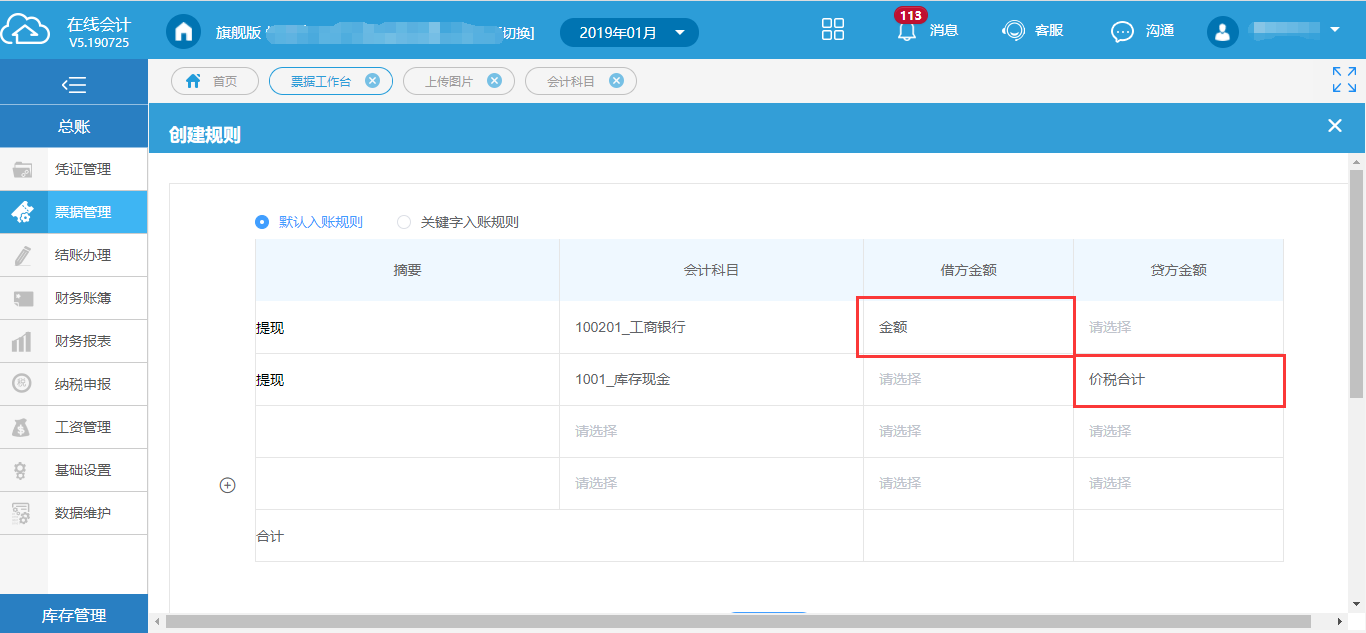 在线会计
V5.190725
旗舰版
切换]
2019年01月
113
消息
客服
沟通
首页
票据工作台
上传图片
会计科目
总账
凭证管理
票据管理
结账办理
财务账簿
财务报表
税
纳税申报
$
工资管理
基础设置
数据维护
库存管理
创建规则
默认入账规则
关键字入账规则
摘要 会计科目 借方金额 贷方金额
提现 100201_工商银行 金额 请选择
提现 1001_库存现金 请选择 价税合计
请选择 请选择 请选择
请选择 请选择 请选择
合计